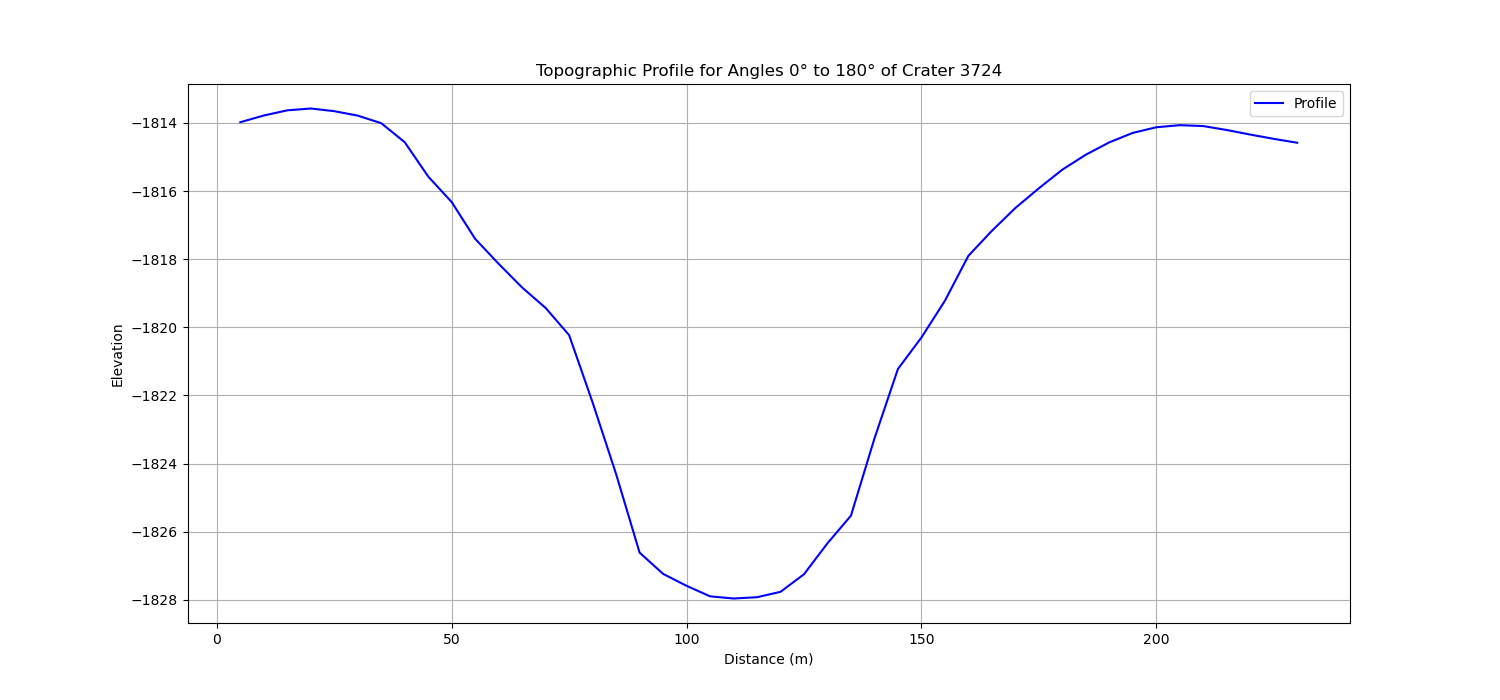 Topographic Profile for Angles 0° to 180° of Crater 3724
Profile
−1814
−1816
−1818
−1820
−1822
−1824
−1826
−1828
Elevation
0 50 100 150 200
Distance (m)